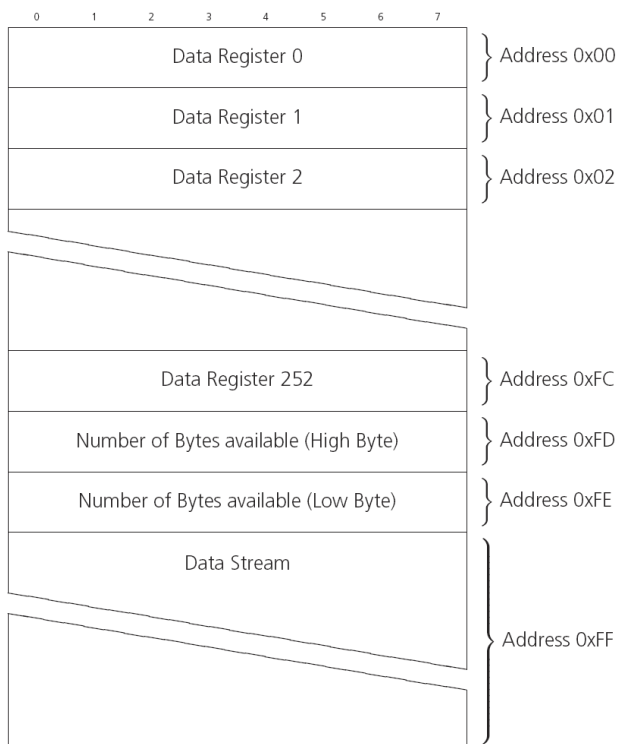 0 1 2 3 4 5 6 7
Data Register 0 Address 0x00
Data Register 1 Address 0x01
Data Register 2 Address 0x02
Data Register 252 Address 0xFC
Number of Bytes available (High Byte) Address 0xFD
Number of Bytes available (Low Byte) Address 0xFE
Data Stream
Address 0xFF